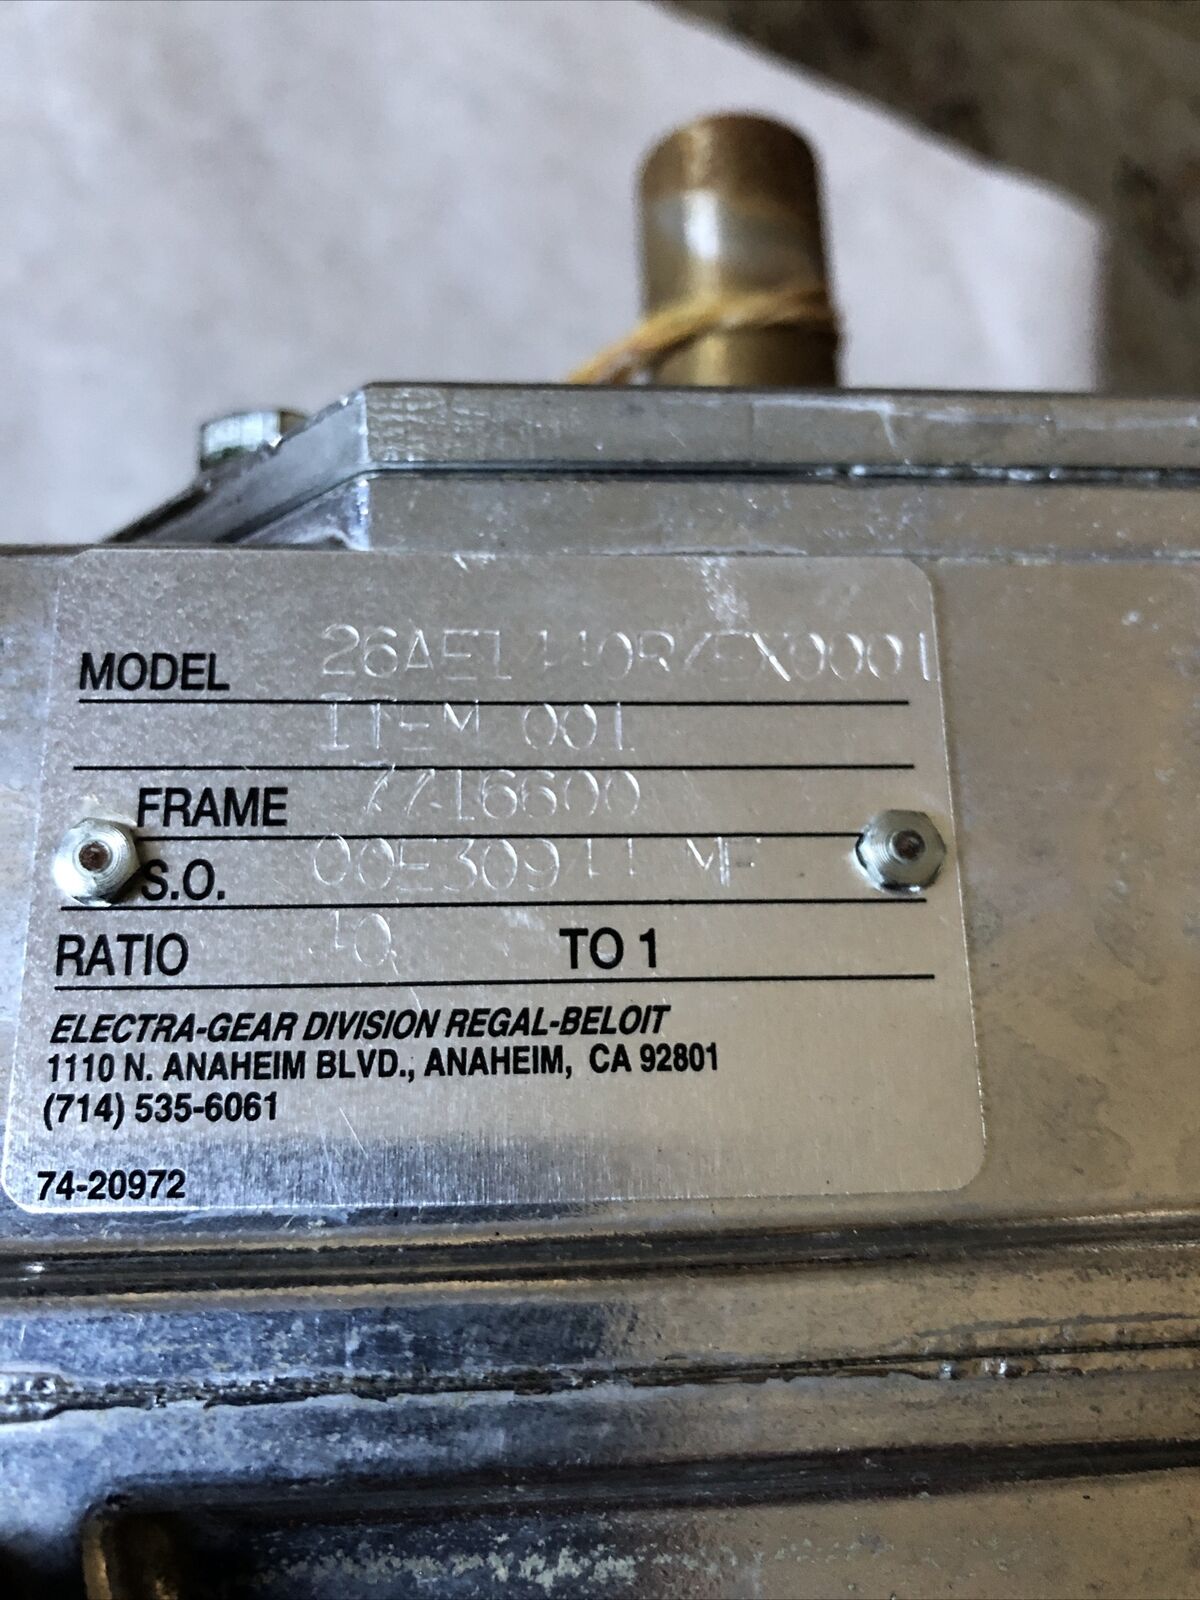 MODEL
ITEM 001
FRAME 7716600
S.O. MF
RATIO TO 1
ELECTRA-GEAR DIVISION REGAL-BELOIT
1110 N. ANAHEIM BLVD., ANAHEIM, CA 92801
(714) 535-6061
74-20972